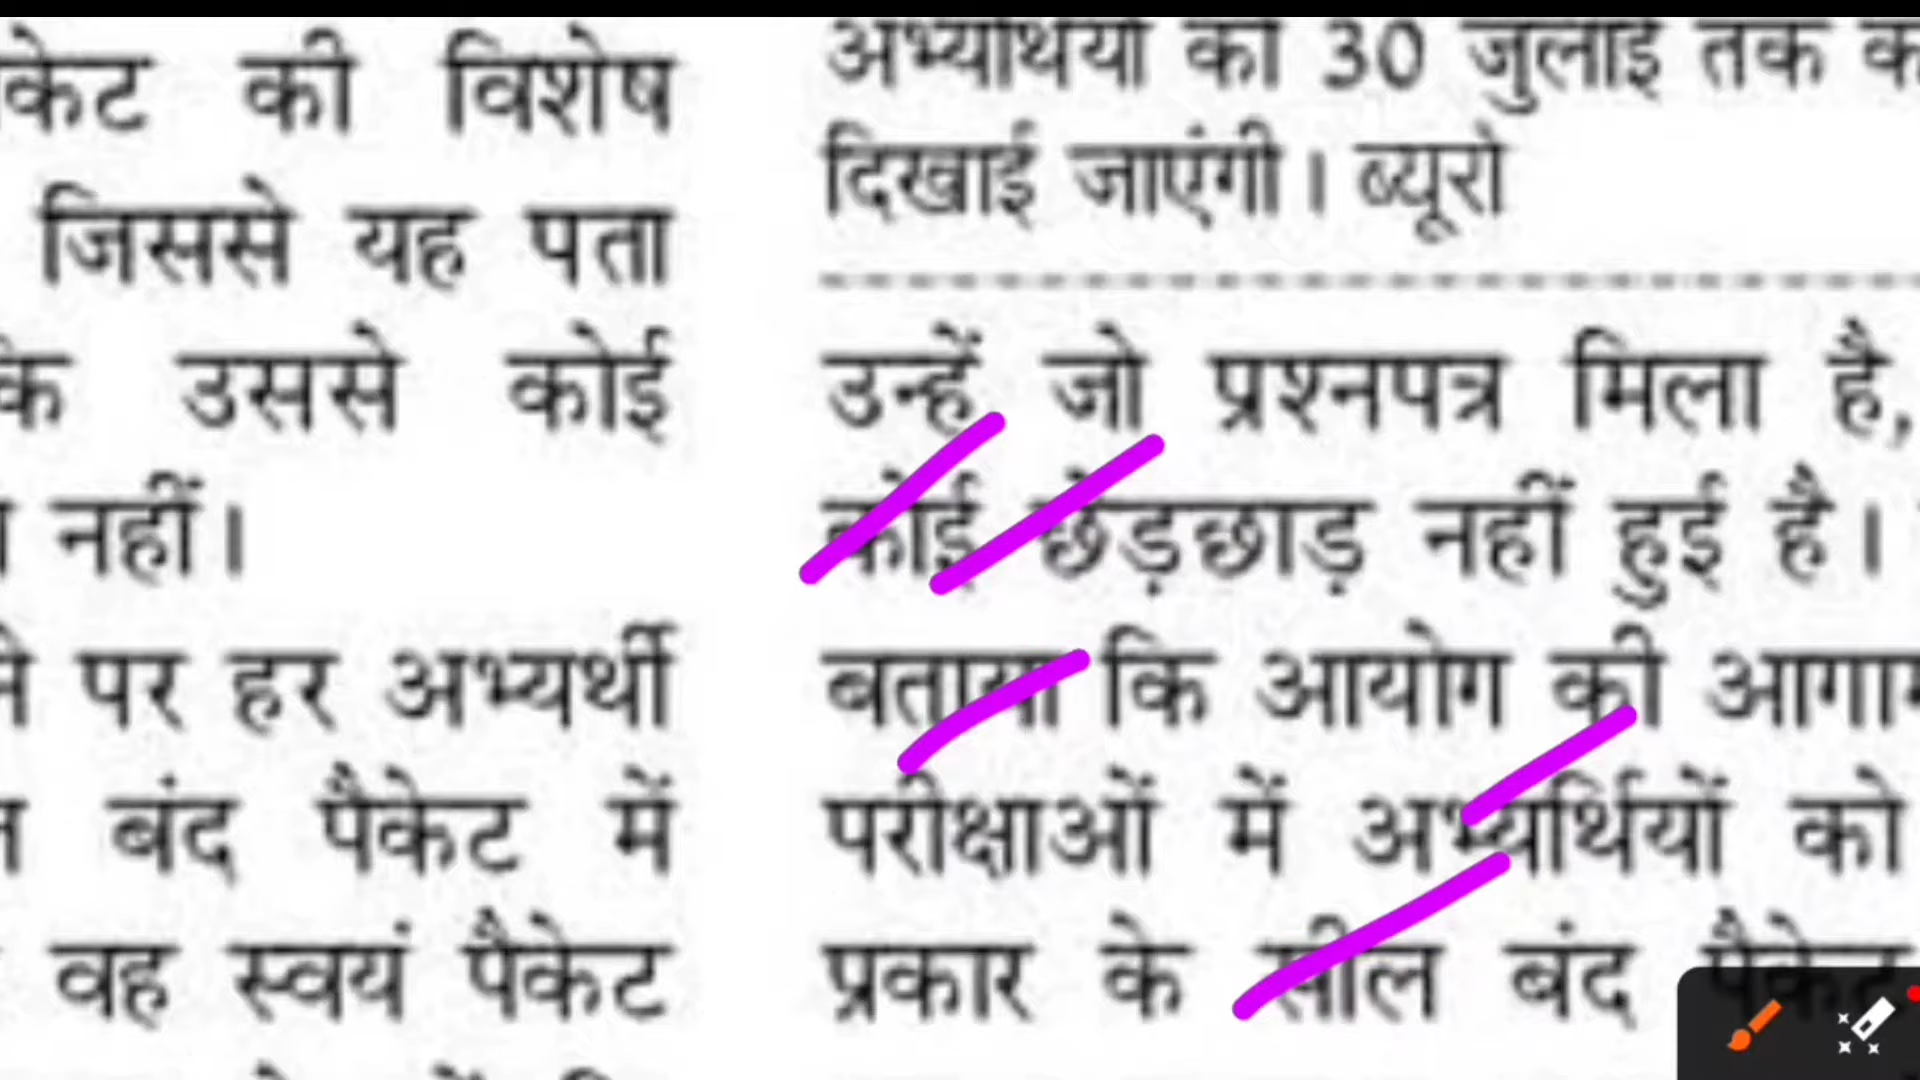 की विशेष
जिससे यह पता
उससे कोई
नहीं।
पर हर अभ्यर्थी
बंद पैकेट में
वह स्वयं पैकेट
अभ्यर्थियों को 30 जुलाई तक
दिखाई जाएंगी। ब्यूरो
उन्हें जो प्रश्नपत्र मिला है,
कोई छेड़छाड़ नहीं हुई है।
बताया कि आयोग की
परीक्षाओं में अभ्यर्थियों को
प्रकार के सील बंद पैकेट